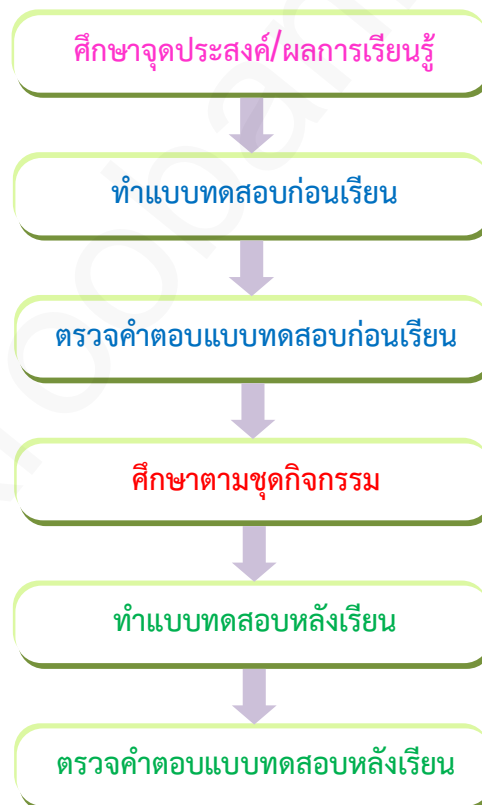 ศึกษาจุดประสงค์/ผลการเรียนรู้
ทำแบบทดสอบก่อนเรียน
ตรวจคำตอบแบบทดสอบก่อนเรียน
ศึกษาตามชุดกิจกรรม
ทำแบบทดสอบหลังเรียน
ตรวจคำตอบแบบทดสอบหลังเรียน